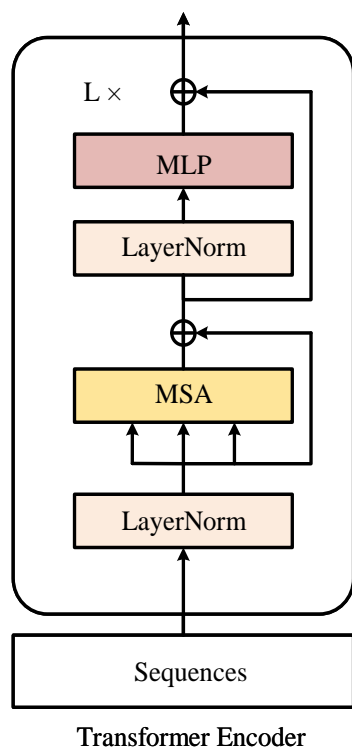 L ×
MLP
LayerNorm
MSA
LayerNorm
Sequences
Transformer Encoder